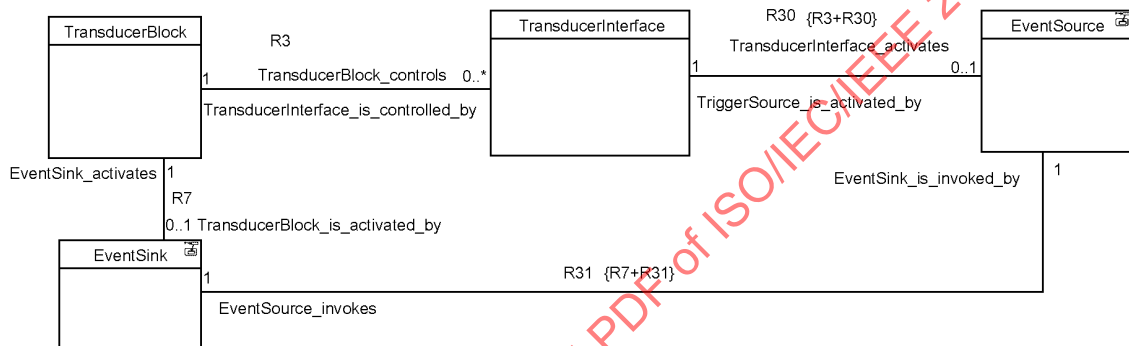 TransducerBlock
TransducerInterface
R30 {R3+R30}
EventSource
R3
TransducerInterface_activates
TransducerBlock_controls
1
0..*
1
0..1
TransducerInterface_is_controlled_by
TriggerSource_is_activated_by
EventSink_activates
1
EventSink_is_invoked_by
1
R7
0..1 TransducerBlock_is_activated_by
EventSink
1
R31 {R7+R31}
EventSource_invokes
PDF of ISO/IEC/IEEE 2